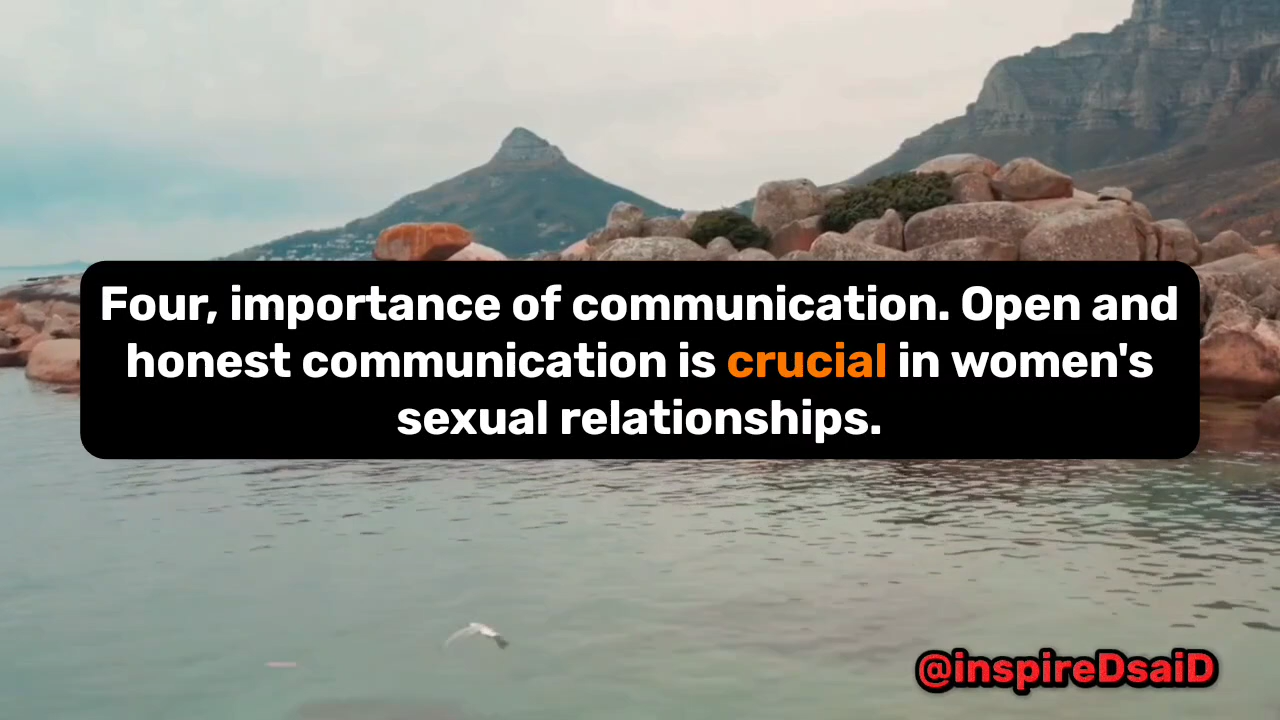 Four, importance of communication. Open and
honest communication is crucial in women's
sexual relationships.
@inspireDsaiD